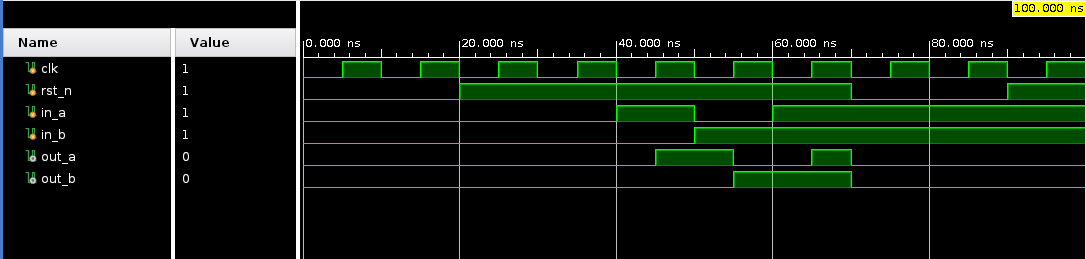 100.000 ns
Name Value
0.000 ns 20.000 ns 40.000 ns 60.000 ns 80.000 ns
clk 1
rst_n 1
in_a 1
in_b 1
out_a 0
out_b 0